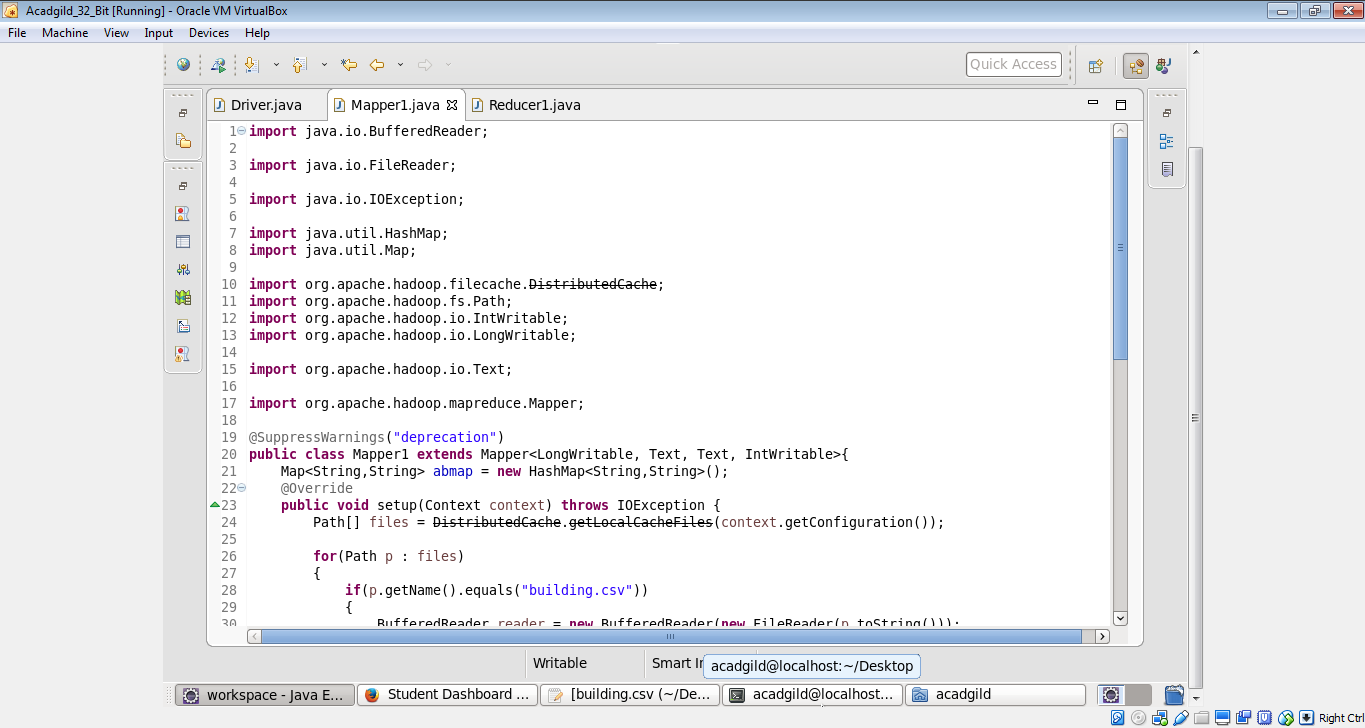 Acadgild_32_Bit [Running] - Oracle VM VirtualBox
File Machine View Input Devices Help
Quick Access
Driver.java Mapper1.java Reducer1.java
1 import java.io.BufferedReader;
2
3 import java.io.FileReader;
4
5 import java.io.IOException;
6
7 import java.util.HashMap;
8 import java.util.Map;
9
10 import org.apache.hadoop.filecache.DistributedCache;
11 import org.apache.hadoop.fs.Path;
12 import org.apache.hadoop.io.IntWritable;
13 import org.apache.hadoop.io.LongWritable;
14
15 import org.apache.hadoop.io.Text;
16
17 import org.apache.hadoop.mapreduce.Mapper;
18
19 @SuppressWarnings("deprecation")
20 public class Mapper1 extends Mapper<LongWritable, Text, Text, IntWritable>{
21 Map<String,String> abmap = new HashMap<String,String>();
22 @Override
23 public void setup(Context context) throws IOException {
24 Path[] files = DistributedCache.getLocalCacheFiles(context.getConfiguration());
25
26 for(Path p : files)
27 {
28 if(p.getName().equals("building.csv"))
29 {
30 BufferedReader reader = new BufferedReader(new FileReader(p.toString()));
Writable Smart In
acadgild@localhost:~/Desktop
workspace - Java E... Student Dashboard ... [building.csv (~/De... acadgild@localhost... acadgild
Right Ctrl